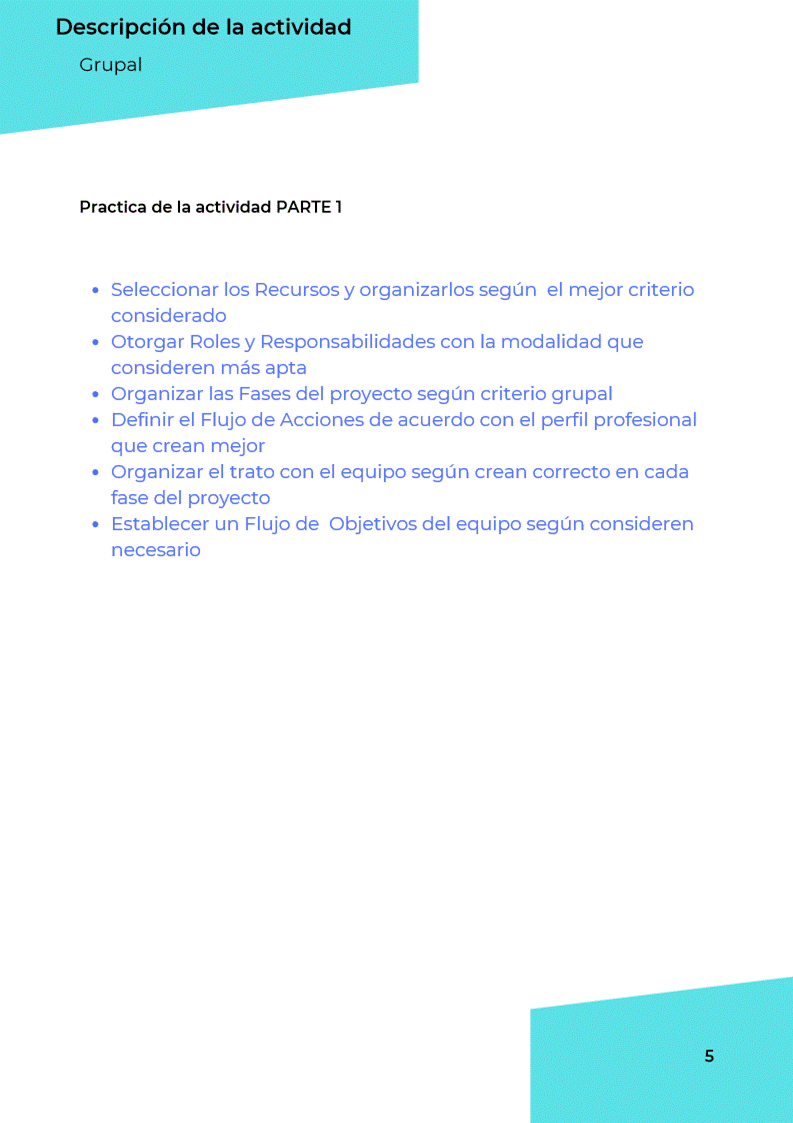 Descripción de la actividad
Grupal
Practica de la actividad PARTE 1
• Seleccionar los Recursos y organizarlos según  el mejor criterio
considerado
• Otorgar Roles y Responsabilidades con la modalidad que
consideren más apta
• Organizar las Fases del proyecto según criterio grupal
• Definir el Flujo de Acciones de acuerdo con el perfil profesional
que crean mejor
• Organizar el trato con el equipo según crean correcto en cada
fase del proyecto
• Establecer un Flujo de  Objetivos del equipo según consideren
necesario
5